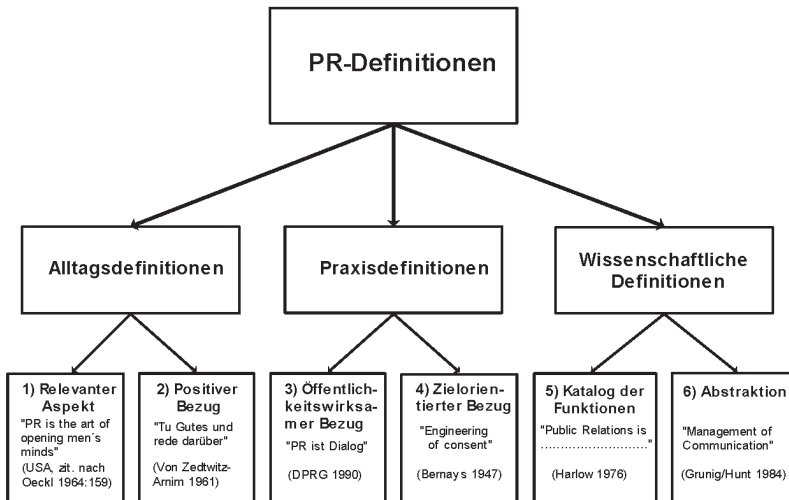 PR-Definitionen
Alltagsdefinitionen
Praxisdefinitionen
Wissenschaftliche
Definitionen
1) Relevanter
Aspekt
"PR is the art of
opening men´s
minds"
(USA, zit. nach
Oeckl 1964:159)
2) Positiver
Bezug
"Tu Gutes und
rede darüber"
(Von Zedtwitz-
Arnim 1961)
3) Öffentlich-
keitswirksa-
mer Bezug
"PR ist Dialog"
(DPRG 1990)
4) Zielorien-
tierter Bezug
"Engineering
of consent"
(Bernays 1947)
5) Katalog der
Funktionen
"Public Relations is
..........................."
(Harlow 1976)
6) Abstraktion
"Management of
Communication"
(Grunig/Hunt 1984)